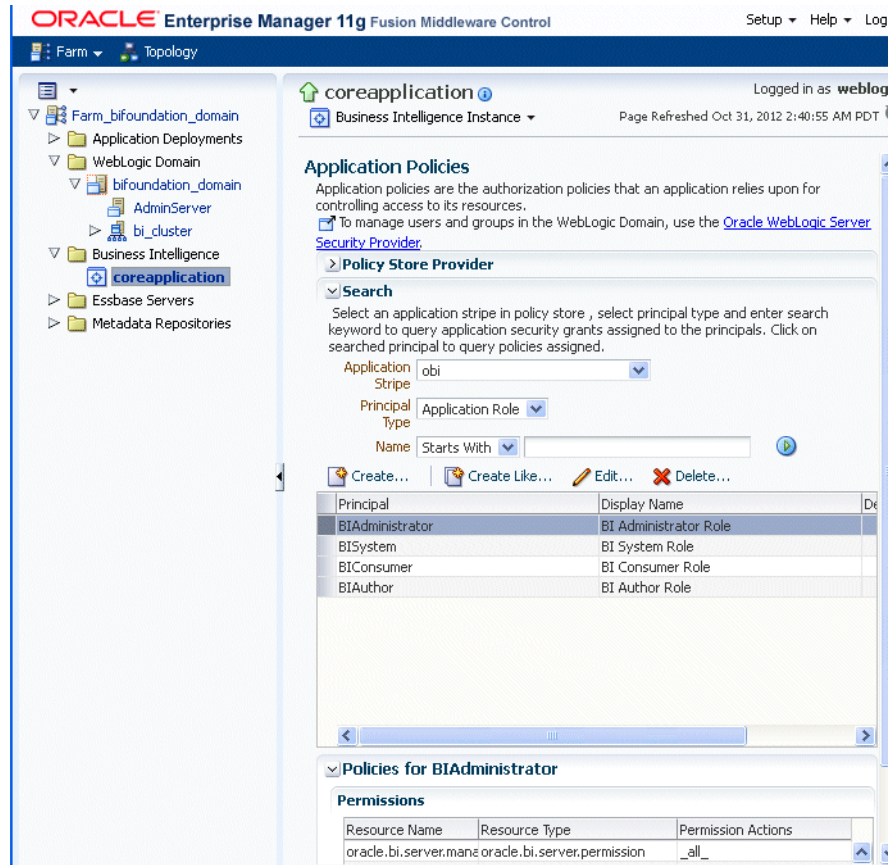 ORACLE Enterprise Manager 11g Fusion Middleware Control
Setup Help Log
Farm Topology
Farm_bifoundation_domain
Application Deployments
WebLogic Domain
bifoundation_domain
AdminServer
bi_cluster
Business Intelligence
coreapplication
Essbase Servers
Metadata Repositories
coreapplication
Logged in as weblog
Business Intelligence Instance
Page Refreshed Oct 31, 2012 2:40:55 AM PDT
Application Policies
Application policies are the authorization policies that an application relies upon for
controlling access to its resources.
To manage users and groups in the WebLogic Domain, use the Oracle WebLogic Server
Security Provider.
Policy Store Provider
Search
Select an application stripe in policy store , select principal type and enter search
keyword to query application security grants assigned to the principals. Click on
searched principal to query policies assigned.
Application
Stripe
obi
Principal
Type
Application Role
Name Starts With
Create... Create Like... Edit... Delete...
Principal Display Name De
BIAdministrator BI Administrator Role
BISystem BI System Role
BIConsumer BI Consumer Role
BIAuthor BI Author Role
Policies for BIAdministrator
Permissions
Resource Name Resource Type Permission Actions
oracle.bi.server.mana oracle.bi.server.permission _all_